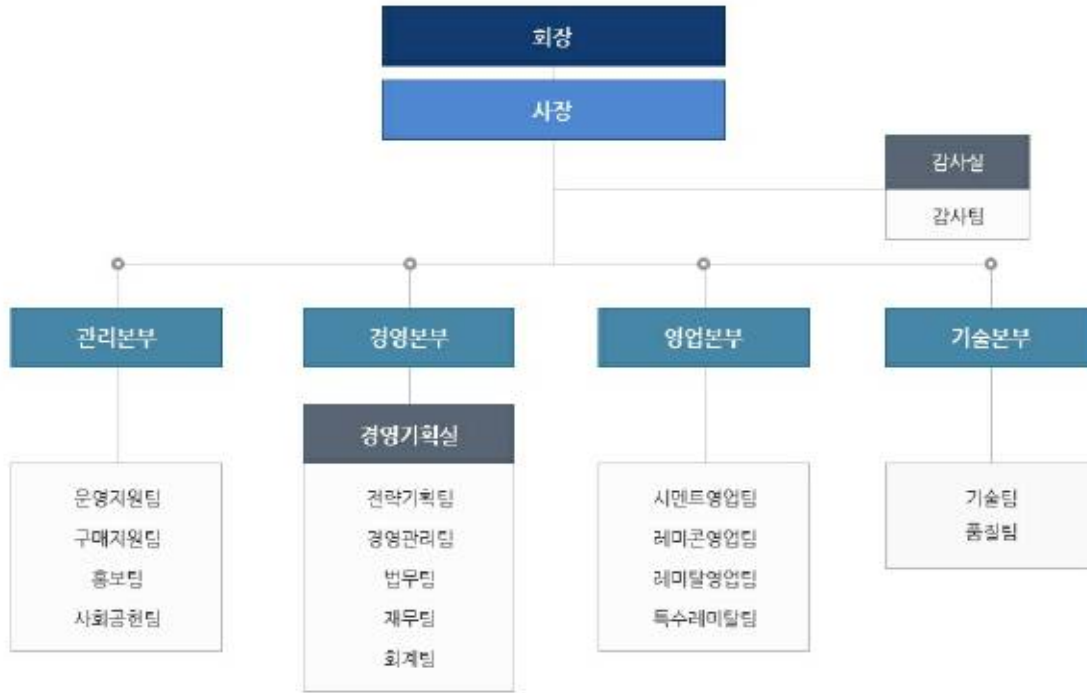 회장
사장
감사실
감사팀
관리본부
경영본부
영업본부
기술본부
경영기획실
운영지원팀
구매지원팀
홍보팀
사회공헌팀
전략기획팀
경영관리팀
법무팀
재무팀
회계팀
시멘트영업팀
레미콘영업팀
레미탈영업팀
특수레미탈팀
기술팀
품질팀